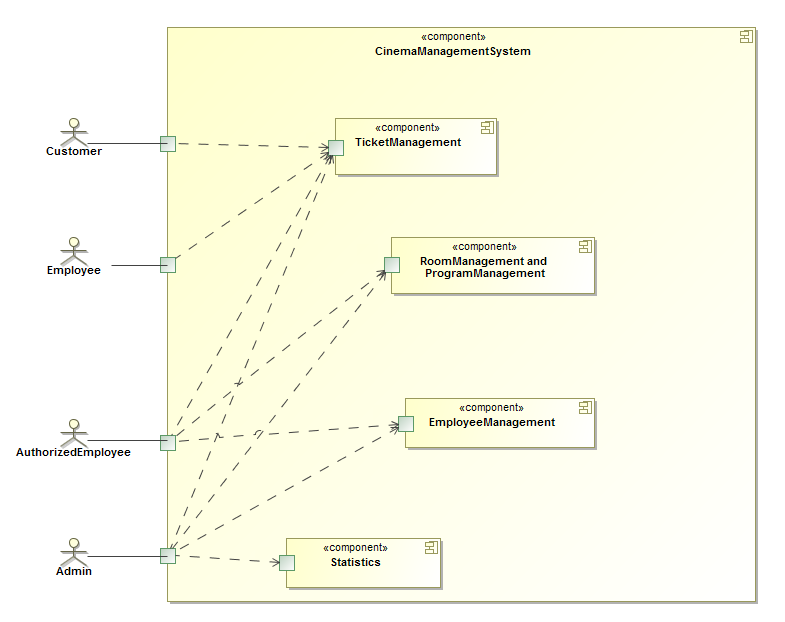 «component»
CinemaManagementSystem
Customer
«component»
TicketManagement
Employee
«component»
RoomManagement and
ProgramManagement
AuthorizedEmployee
«component»
EmployeeManagement
Admin
«component»
Statistics